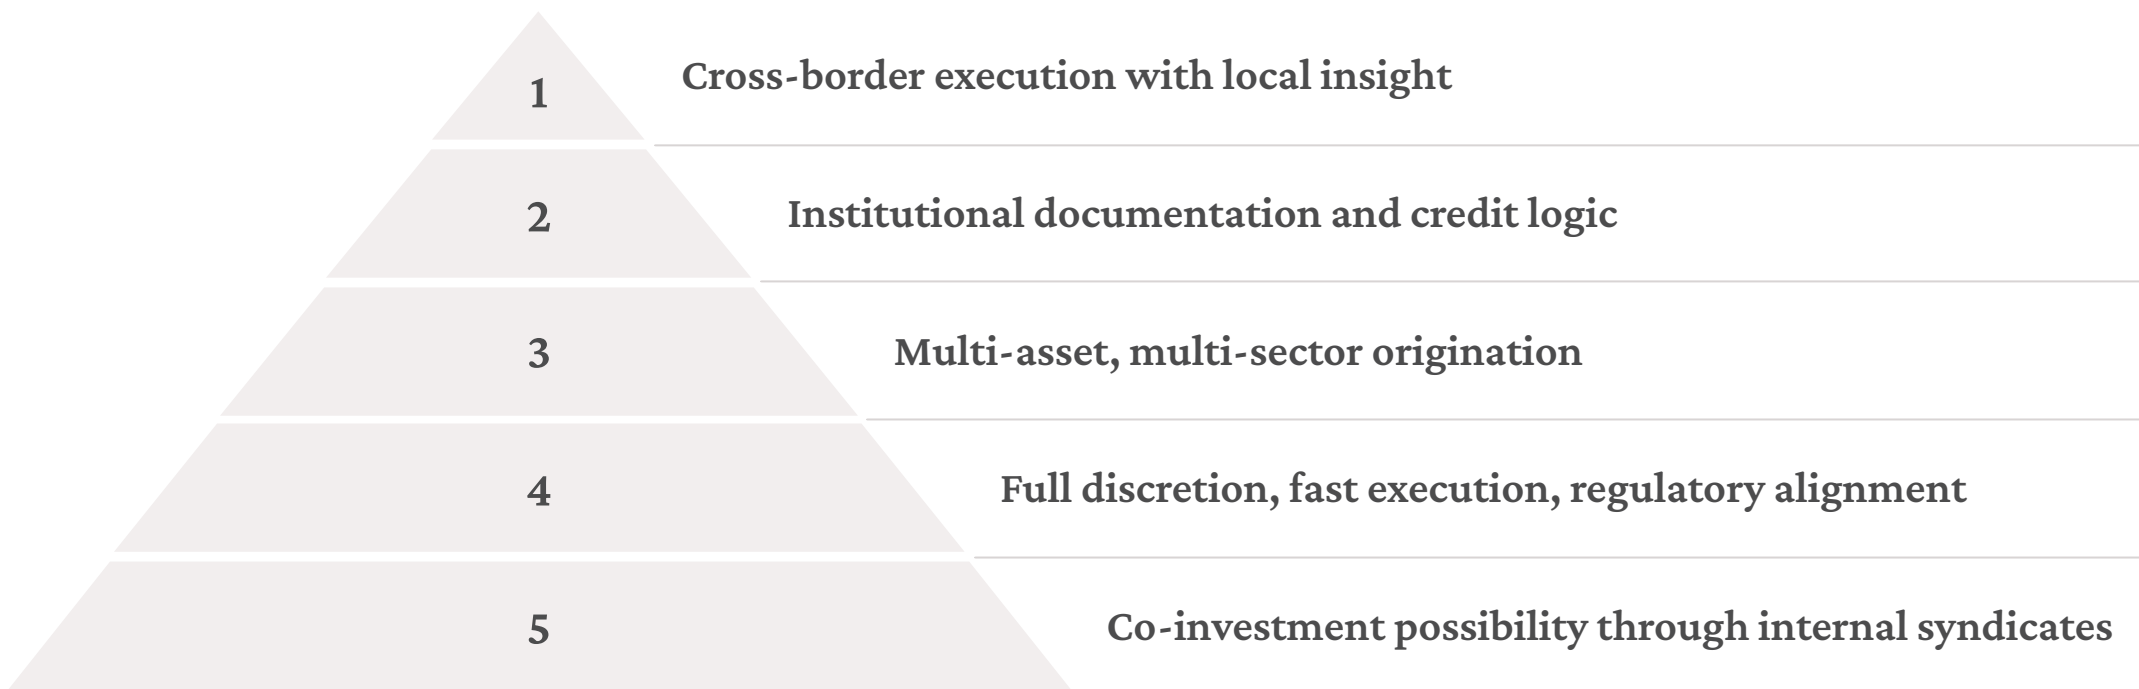 1
Cross-border execution with local insight
2
Institutional documentation and credit logic
3
Multi-asset, multi-sector origination
4
Full discretion, fast execution, regulatory alignment
5
Co-investment possibility through internal syndicates